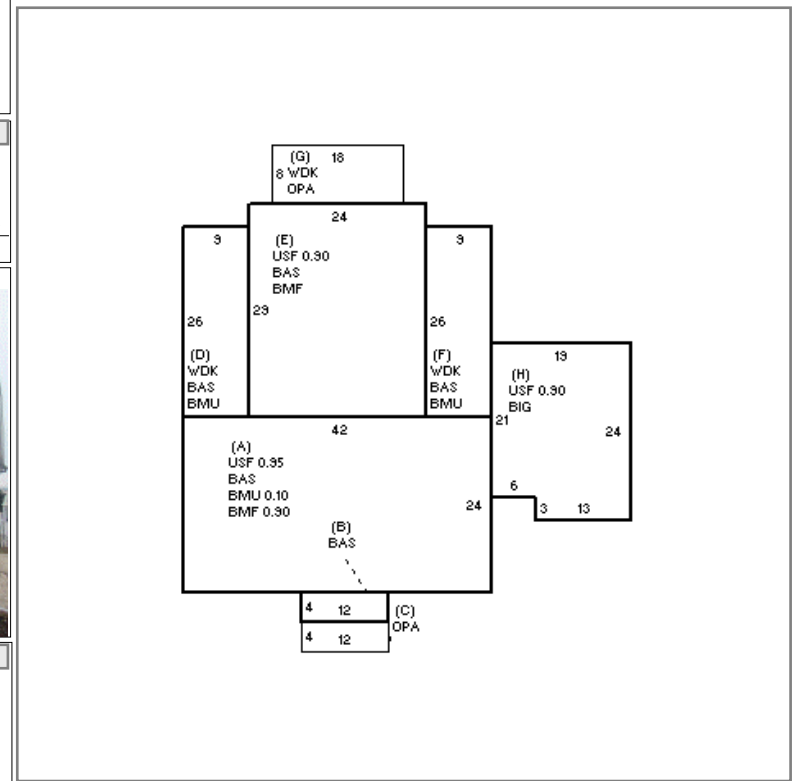 (G) 18
8 WDK
OPA
24
9
(E)
USF 0.90
BAS
BMF
9
29
26
(D)
WDK
BAS
BMU
26
(F)
WDK
BAS
BMU
19
(H)
USF 0.90
BIG
21
24
42
(A)
USF 0.95
BAS
BMU 0.10
BMF 0.90
24
6
3 13
(B)
BAS
4 12
(C)
OPA
4 12